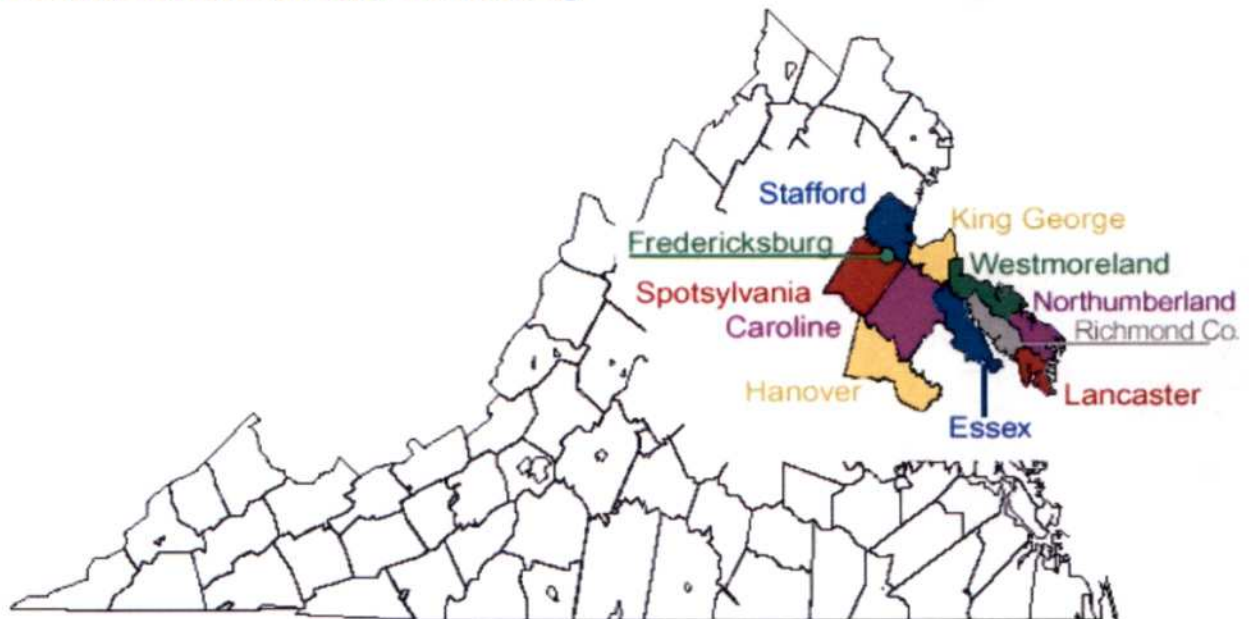 Stafford
King George
Fredericksburg
Westmoreland
Spotsylvania
Northumberland
Caroline
Richmond Co.
Hanover
Lancaster
Essex